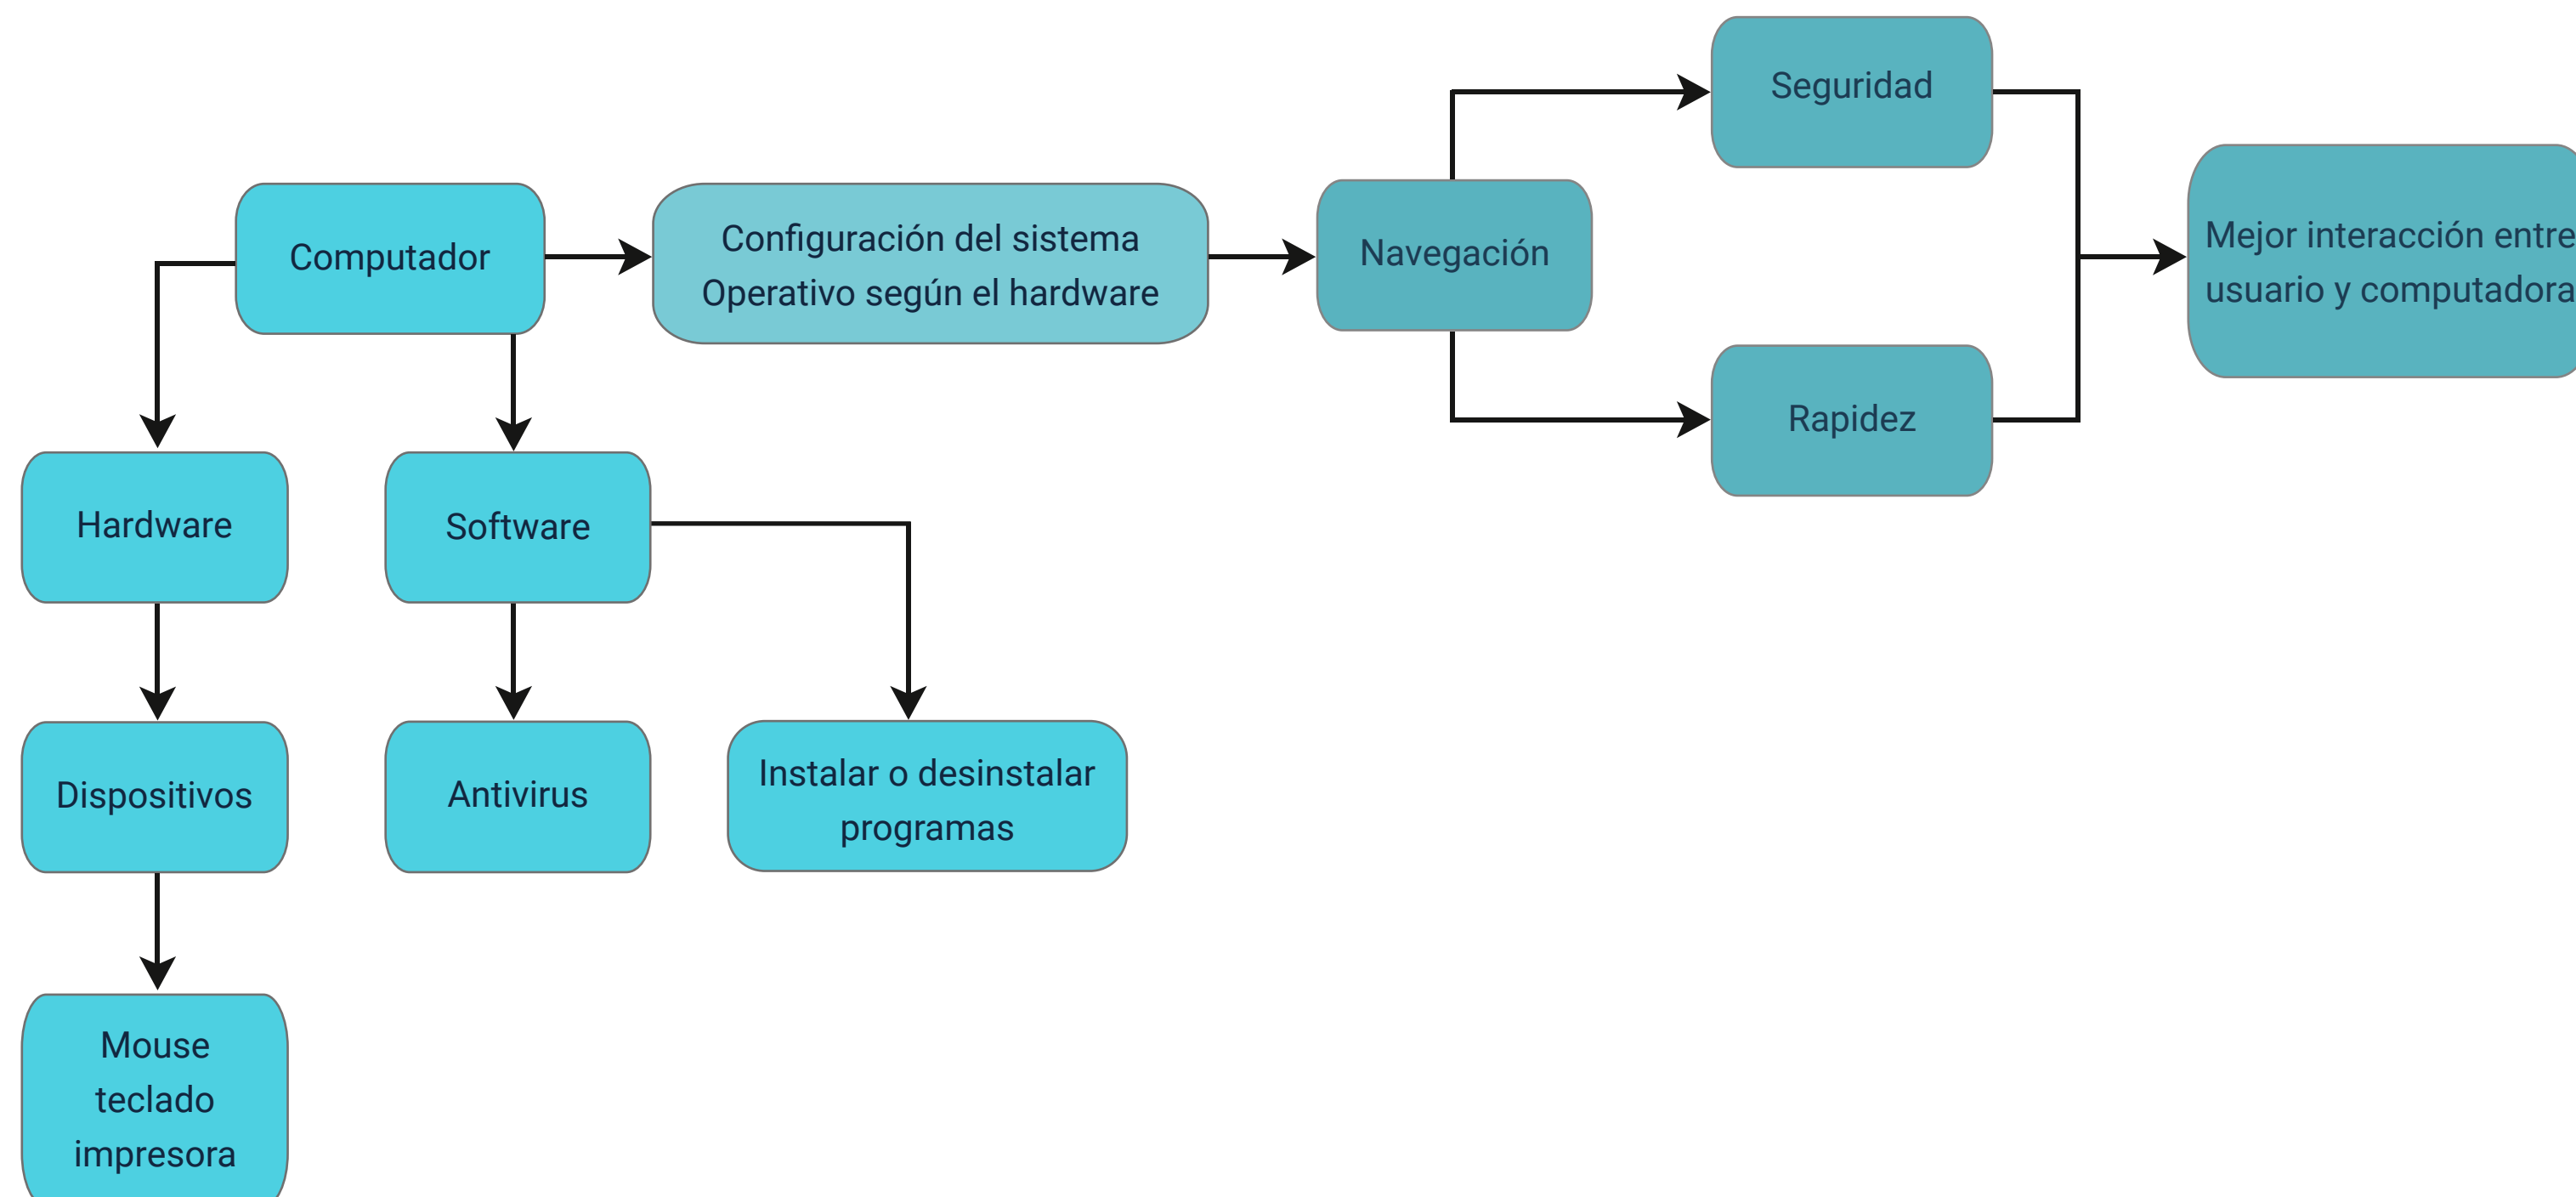 Seguridad
Computador
Configuración del sistema
Operativo según el hardware
Navegación
Mejor interacción entre
usuario y computadora
Rapidez
Hardware
Software
Dispositivos
Antivirus
Instalar o desinstalar
programas
Mouse
teclado
impresora